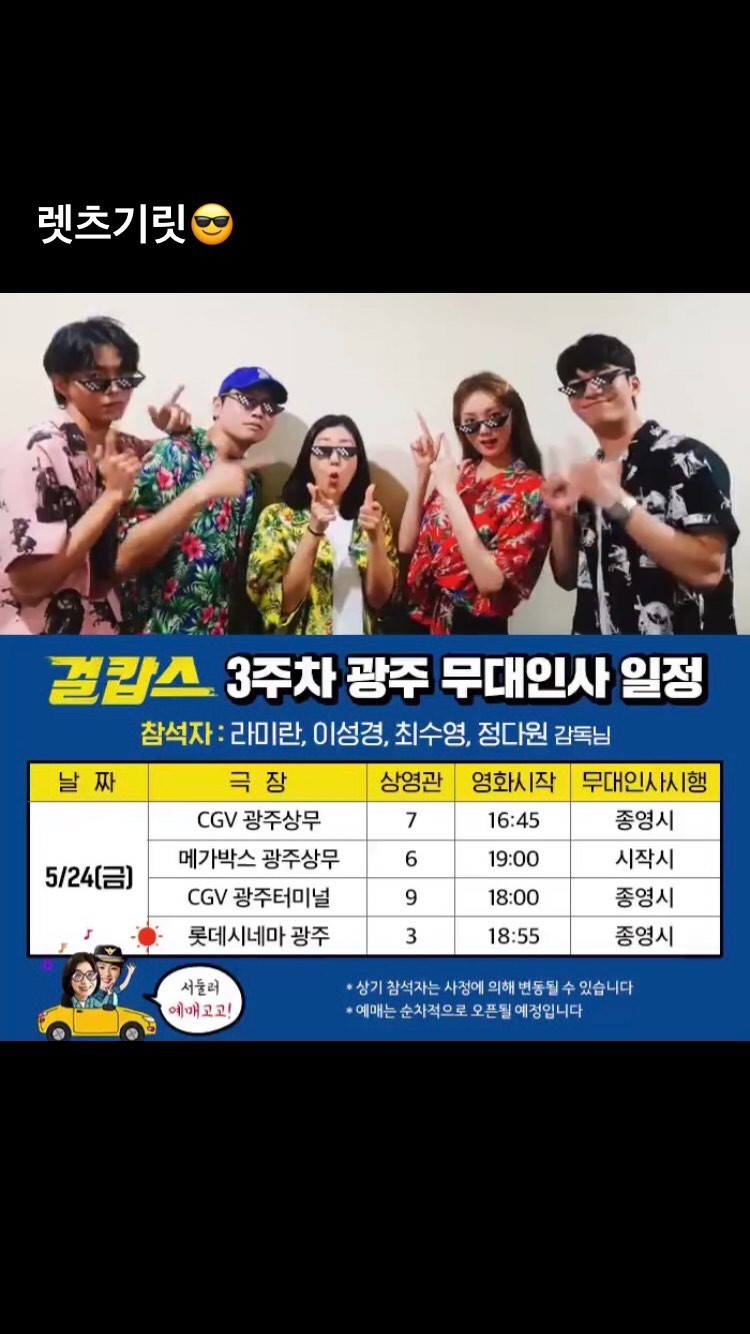 렛츠기릿😎
걸캅스 3주차 광주 무대인사 일정
참석자 : 라미란, 이성경, 최수영, 정다원 감독님
날 짜 극 장 상영관 영화시작 무대인사시행
5/24(금)
CGV 광주상무 7 16:45 종영시
메가박스 광주상무 6 19:00 시작시
CGV 광주터미널 9 18:00 종영시
롯데시네마 광주 3 18:55 종영시
서둘러
예매고고!
* 상기 참석자는 사정에 의해 변동될 수 있습니다
* 예매는 순차적으로 오픈될 예정입니다